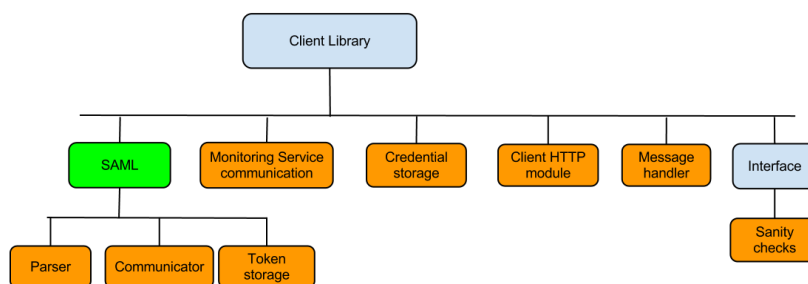 Client Library
SAML
Monitoring Service
communication
Credential
storage
Client HTTP
module
Message
handler
Interface
Parser
Communicator
Token
storage
Sanity
checks